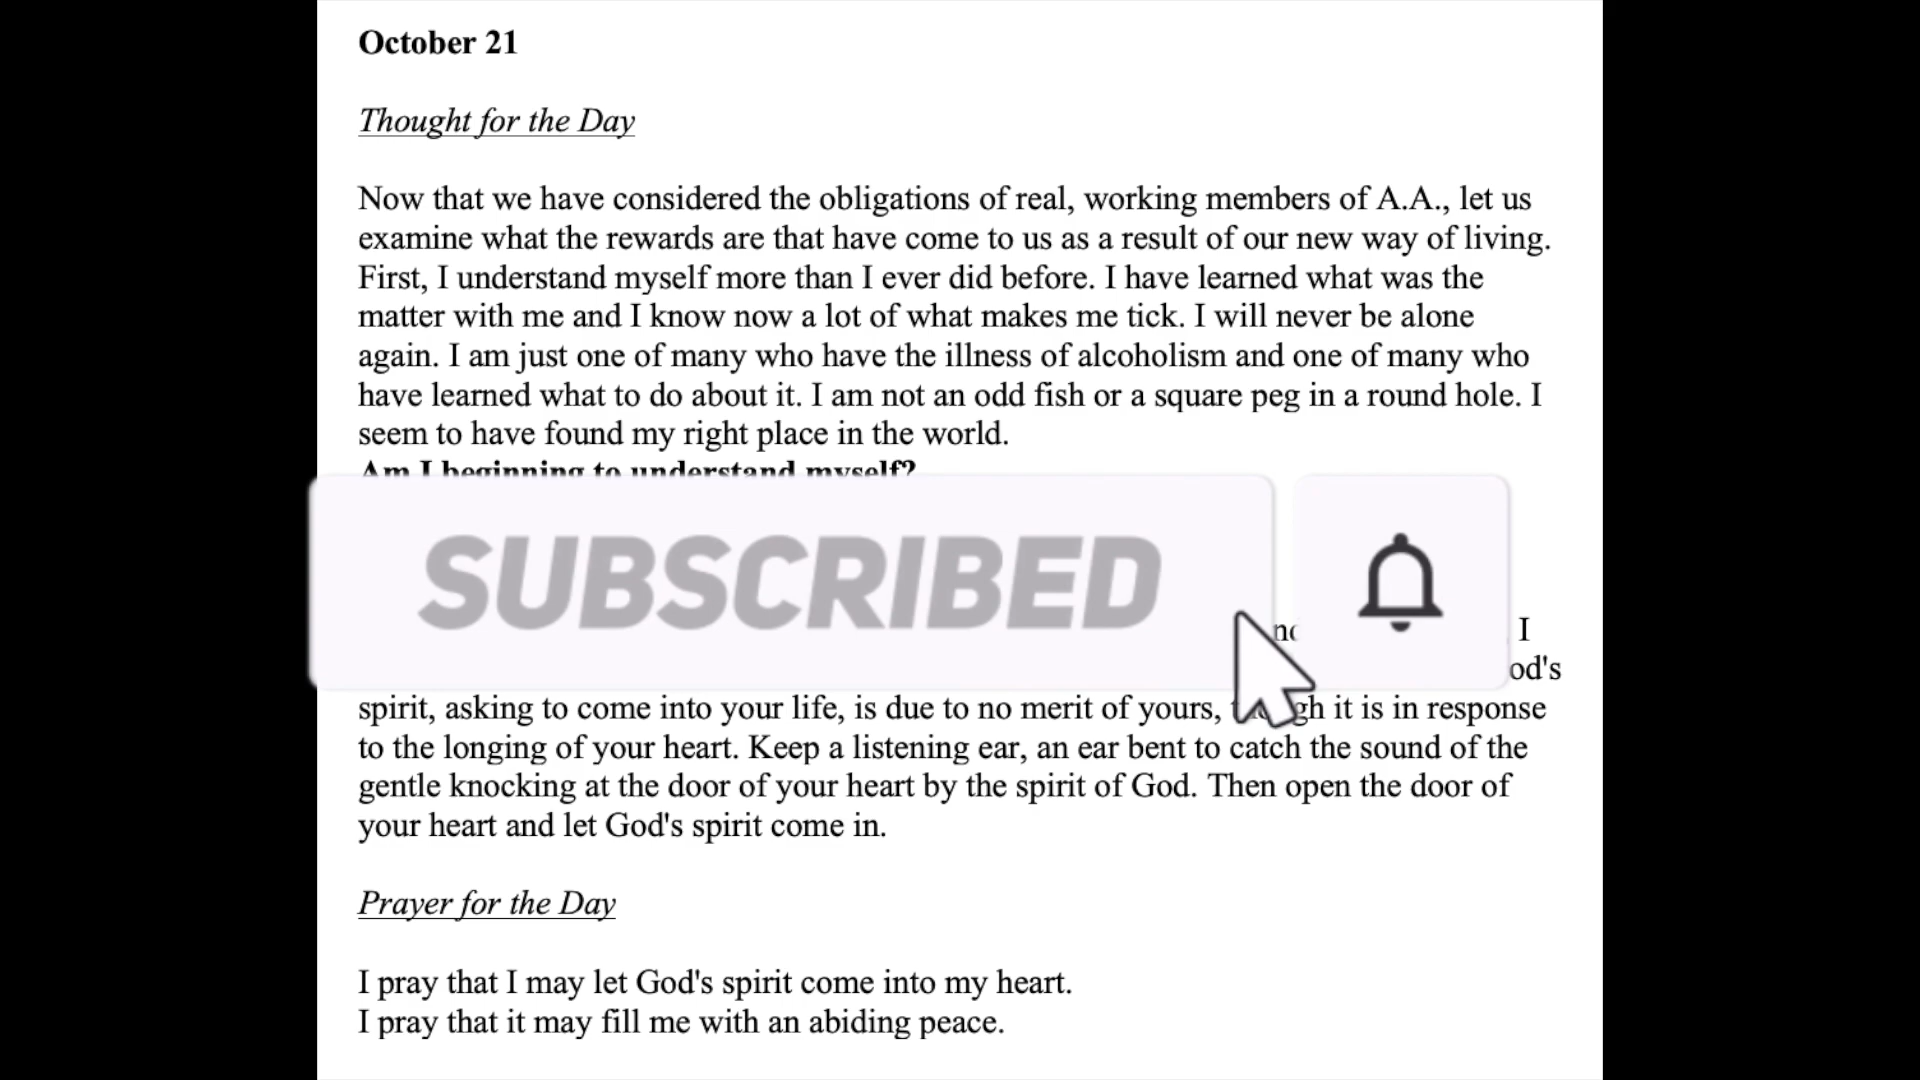 October 21
Thought for the Day
Now that we have considered the obligations of real, working members of A.A., let us
examine what the rewards are that have come to us as a result of our new way of living.
First, I understand myself more than I ever did before. I have learned what was the
matter with me and I know now a lot of what makes me tick. I will never be alone
again. I am just one of many who have the illness of alcoholism and one of many who
have learned what to do about it. I am not an odd fish or a square peg in a round hole. I
seem to have found my right place in the world.
Am I beginning to understand myself?
SUBSCRIBED
I
od's
spirit, asking to come into your life, is due to no merit of yours, it is in response
to the longing of your heart. Keep a listening ear, an ear bent to catch the sound of the
gentle knocking at the door of your heart by the spirit of God. Then open the door of
your heart and let God's spirit come in.
Prayer for the Day
I pray that I may let God's spirit come into my heart.
I pray that it may fill me with an abiding peace.